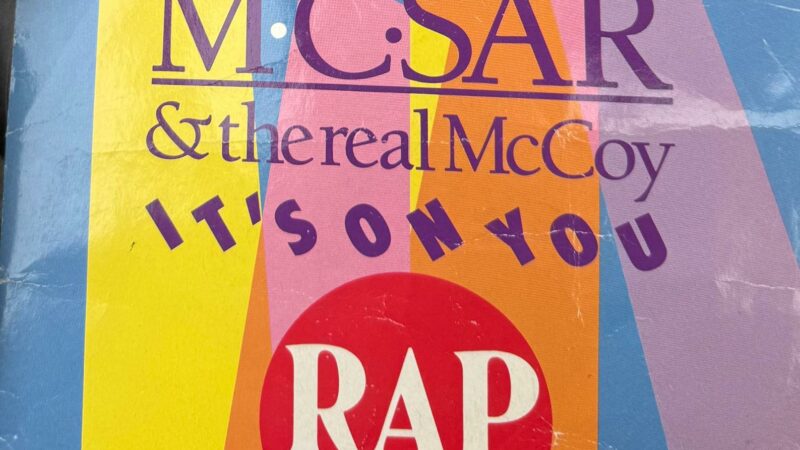 M.C.SAR
& the real McCoy
IT'S ON YOU
RAP